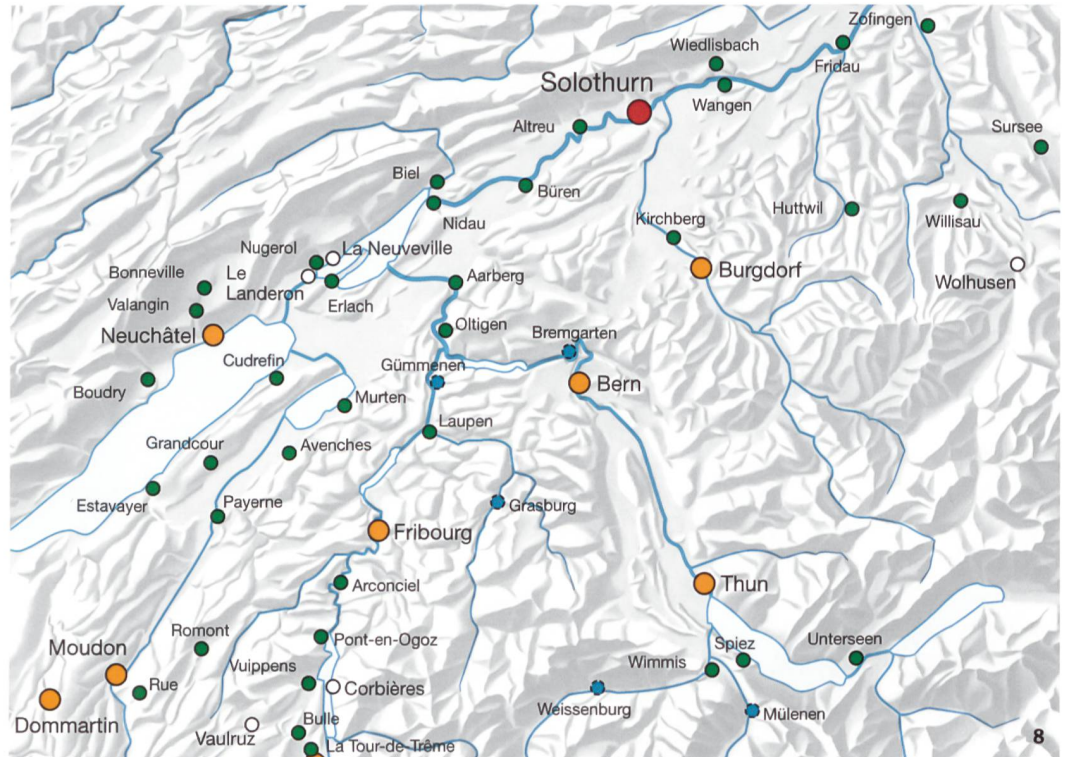 Zofingen
Wiedlisbach
Fridau
Solothurn
Wangen
Altreu
Sursee
Biel
Büren
Nidau
Huttwil
Willisau
Kirchberg
Nugerol
La Neuveville
Bonneville
Le
Landeron
Aarberg
Burgdorf
Wolhusen
Valangin
Erlach
Neuchâtel
Oltigen
Bremgarten
Cudrefin
Gümmenen
Bern
Boudry
Murten
Laupen
Grandcour
Avenches
Estavayer
Payerne
Grasburg
Fribourg
Arconciel
Thun
Romont
Pont-en-Ogoz
Moudon
Vuippens
Wimmis
Spiez
Unterseen
Rue
Corbières
Weissenburg
Mülenen
Dommartin
Bulle
Vaulruz
La Tour-de-Trême
8